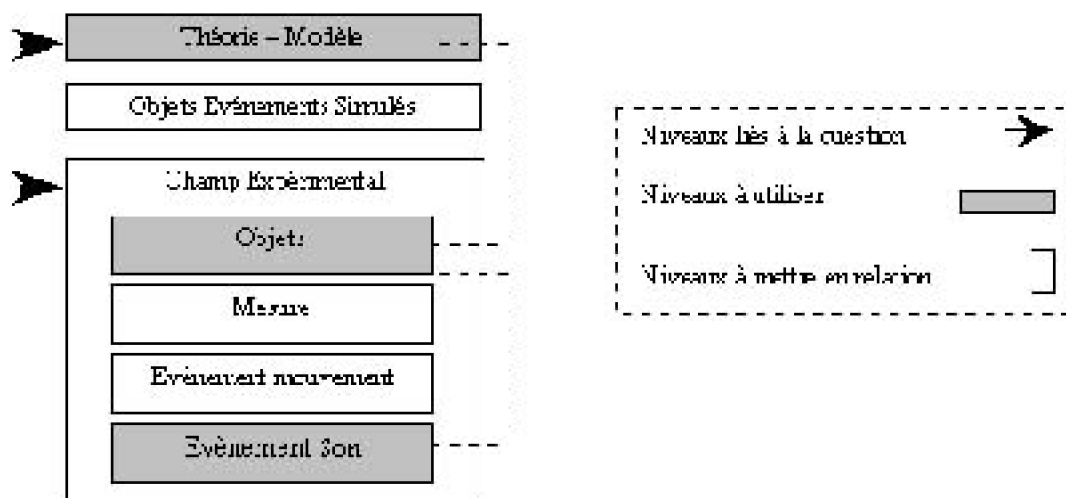 Théorie – Modèle
Objets Evénements Simulés
Champ Expérimental
Objets
Mesure
Evénement mouvement
Evènement Son
Niveaux liés à la question
Niveaux à utiliser
Niveaux à mettre en relation